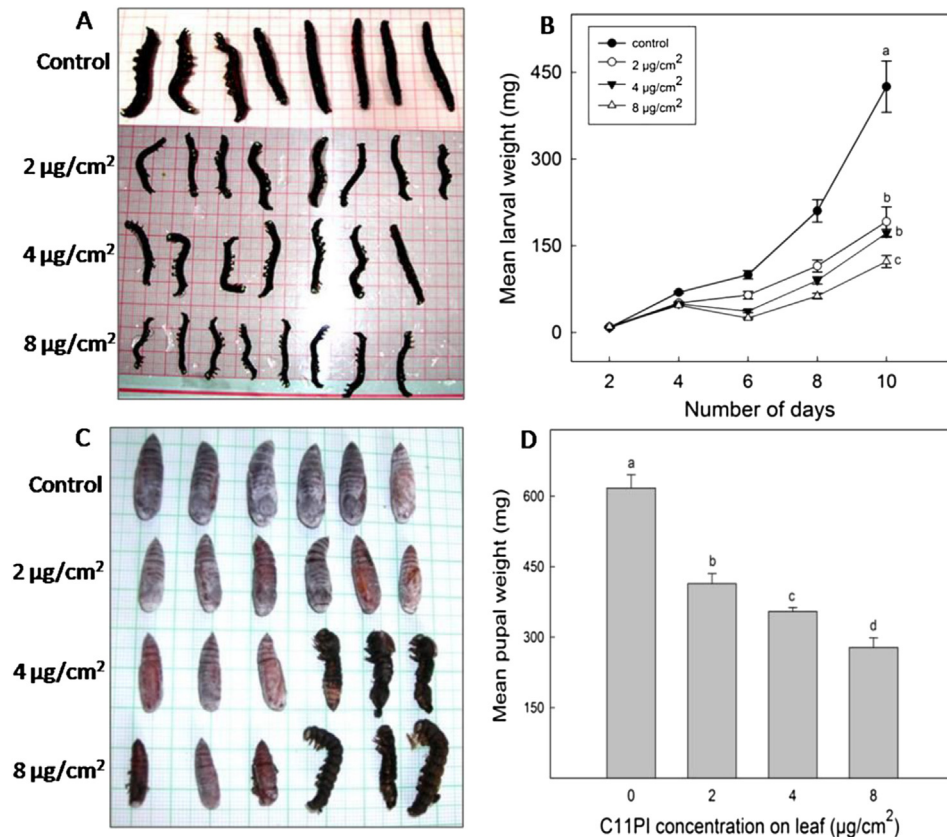 A
Control
2 µg/cm²
4 µg/cm²
8 µg/cm²
B
control
2 µg/cm²
4 µg/cm²
8 µg/cm²
Mean larval weight (mg)
450
300
150
0
a
b
b
c
2 4 6 8 10
Number of days
C
Control
2 µg/cm²
4 µg/cm²
8 µg/cm²
D
Mean pupal weight (mg)
600
450
300
150
a
b
c
d
0 2 4 8
C11PI concentration on leaf (µg/cm²)